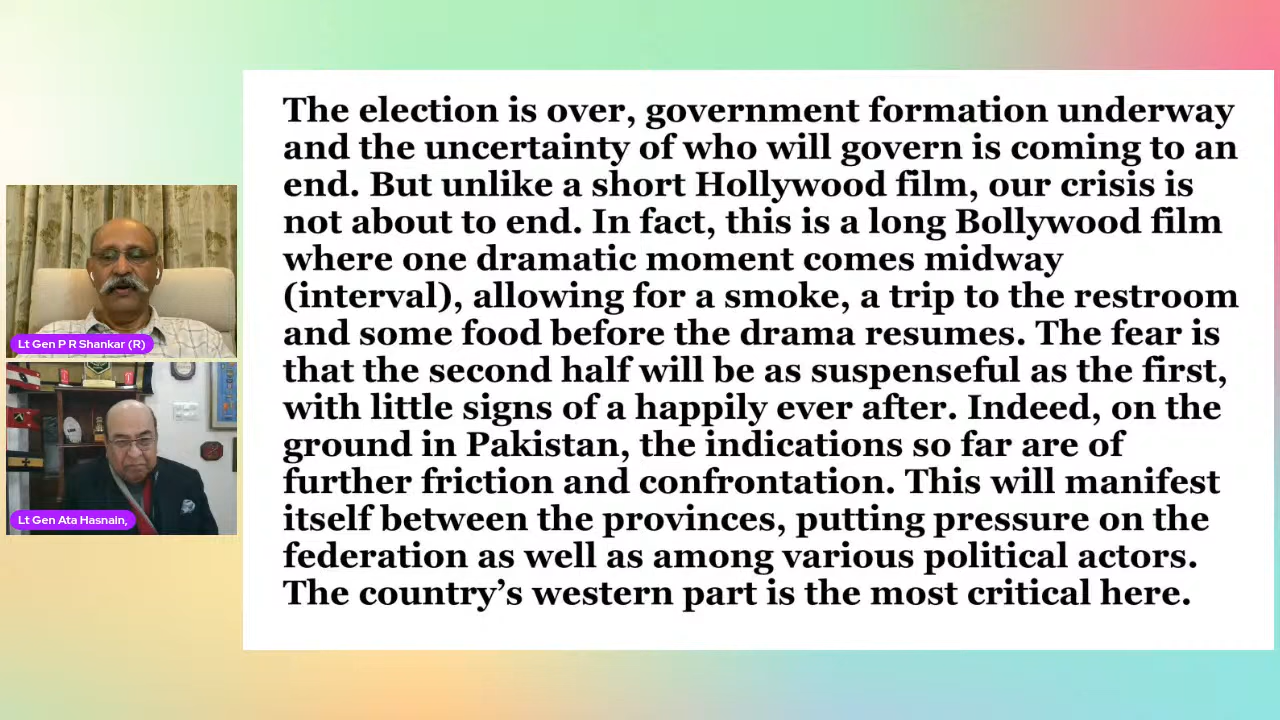 The election is over, government formation underway
and the uncertainty of who will govern is coming to an
end. But unlike a short Hollywood film, our crisis is
not about to end. In fact, this is a long Bollywood film
where one dramatic moment comes midway
(interval), allowing for a smoke, a trip to the restroom
and some food before the drama resumes. The fear is
that the second half will be as suspenseful as the first,
with little signs of a happily ever after. Indeed, on the
ground in Pakistan, the indications so far are of
further friction and confrontation. This will manifest
itself between the provinces, putting pressure on the
federation as well as among various political actors.
The country’s western part is the most critical here.
Lt Gen P R Shankar (R)
Lt Gen Ata Hasnain,